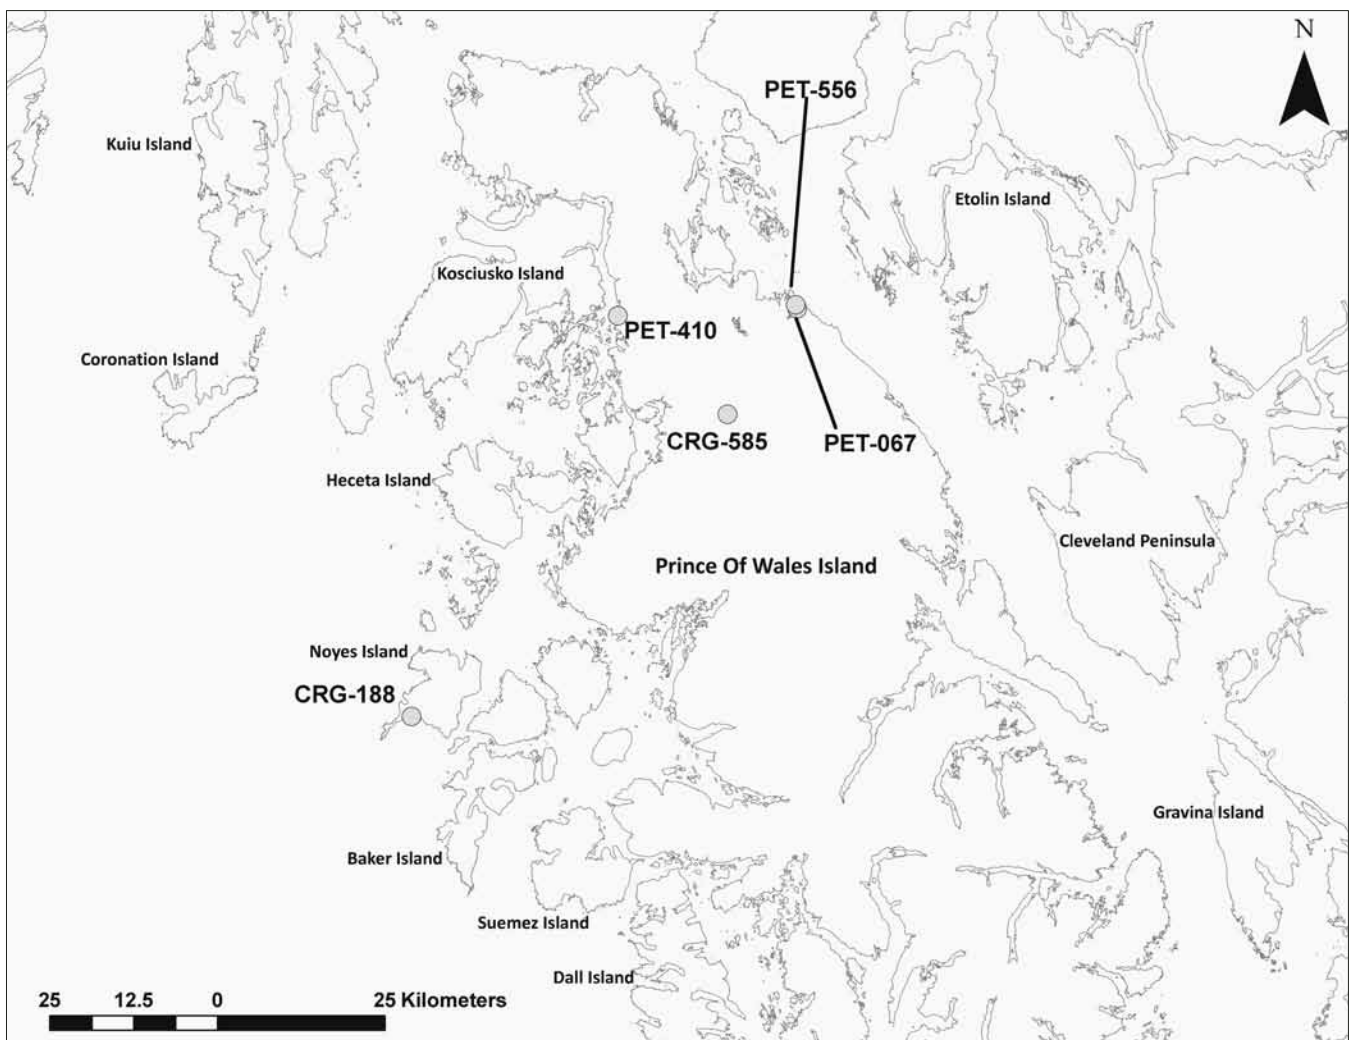 N
PET-556
Kuiu Island
Etolin Island
Kosciusko Island
PET-410
Coronation Island
CRG-585
PET-067
Heceta Island
Cleveland Peninsula
Prince Of Wales Island
Noyes Island
CRG-188
Gravina Island
Baker Island
Suemez Island
Dall Island
25 12.5 0 25 Kilometers